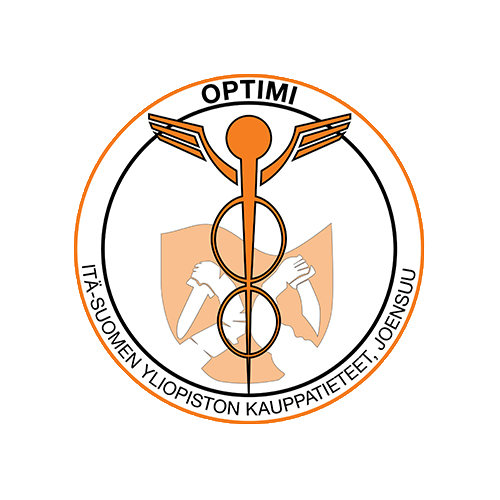 OPTIMI
ITÄ-SUOMEN YLIOPISTON KAUPPATIETEET, JOENSUU